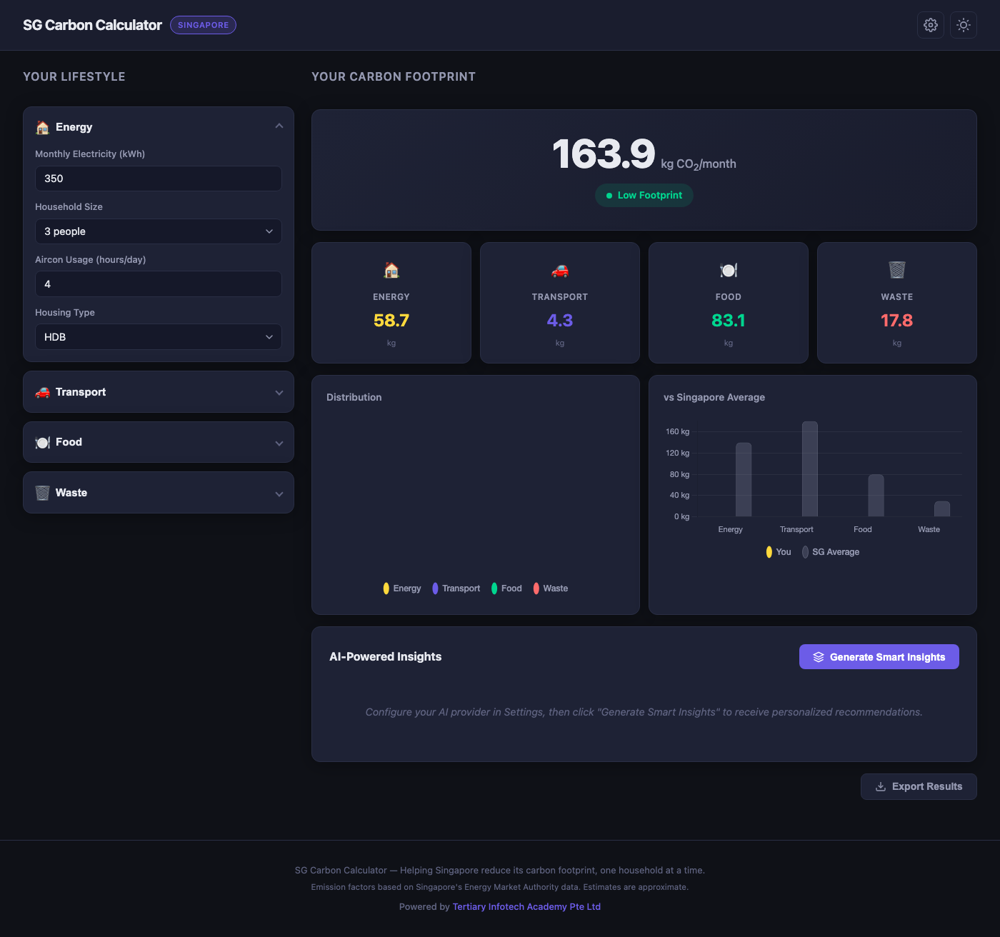 SG Carbon Calculator SINGAPORE
YOUR LIFESTYLE
Energy
Monthly Electricity (kWh)
350
Household Size
3 people
Aircon Usage (hours/day)
4
Housing Type
HDB
Transport
Food
Waste
YOUR CARBON FOOTPRINT
163.9 kg CO2/month
Low Footprint
ENERGY
58.7
kg
TRANSPORT
4.3
kg
FOOD
83.1
kg
WASTE
17.8
kg
Distribution
Energy Transport Food Waste
vs Singapore Average
160 kg
120 kg
80 kg
40 kg
0 kg
Energy Transport Food Waste
You SG Average
AI-Powered Insights
Generate Smart Insights
Configure your AI provider in Settings, then click "Generate Smart Insights" to receive personalized recommendations.
Export Results
SG Carbon Calculator — Helping Singapore reduce its carbon footprint, one household at a time.
Emission factors based on Singapore's Energy Market Authority data. Estimates are approximate.
Powered by Tertiary Infotech Academy Pte Ltd